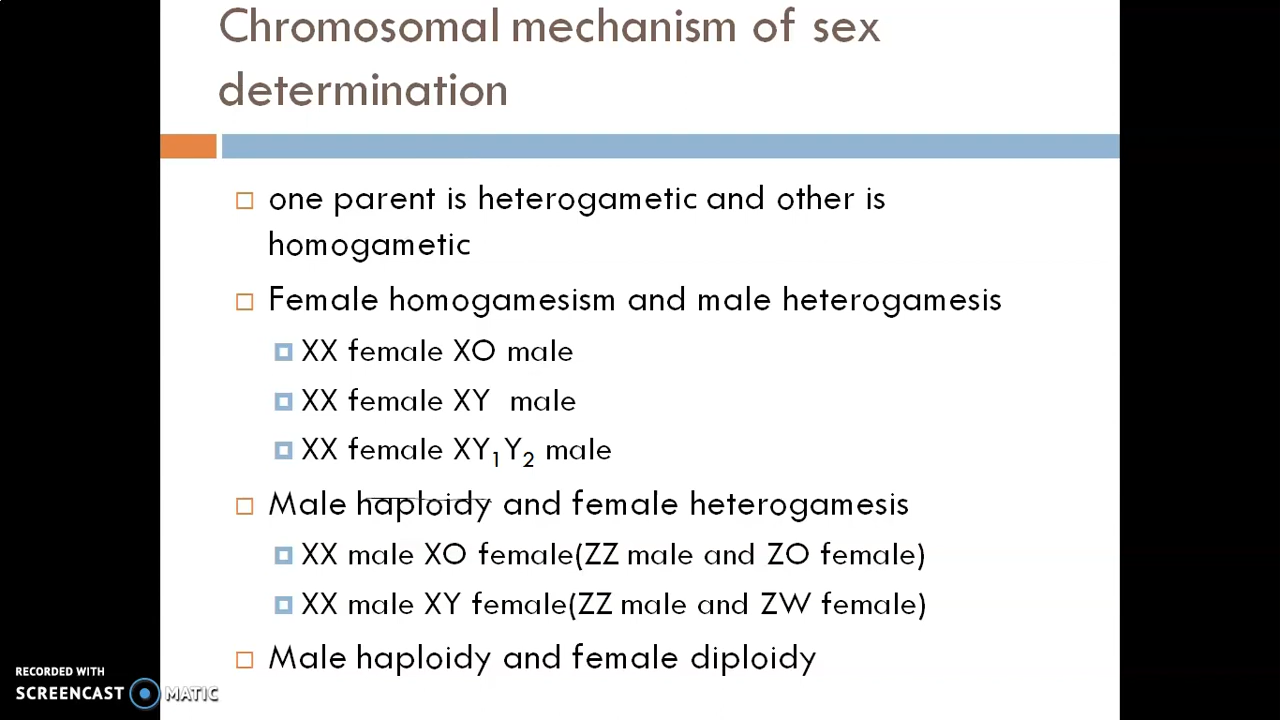 Chromosomal mechanism of sex
determination
one parent is heterogametic and other is
homogametic
Female homogamesism and male heterogamesis
XX female XO male
XX female XY male
XX female XY₁Y₂ male
Male haploidy and female heterogamesis
XX male XO female(ZZ male and ZO female)
XX male XY female(ZZ male and ZW female)
Male haploidy and female diploidy
RECORDED WITH
SCREENCAST MATIC